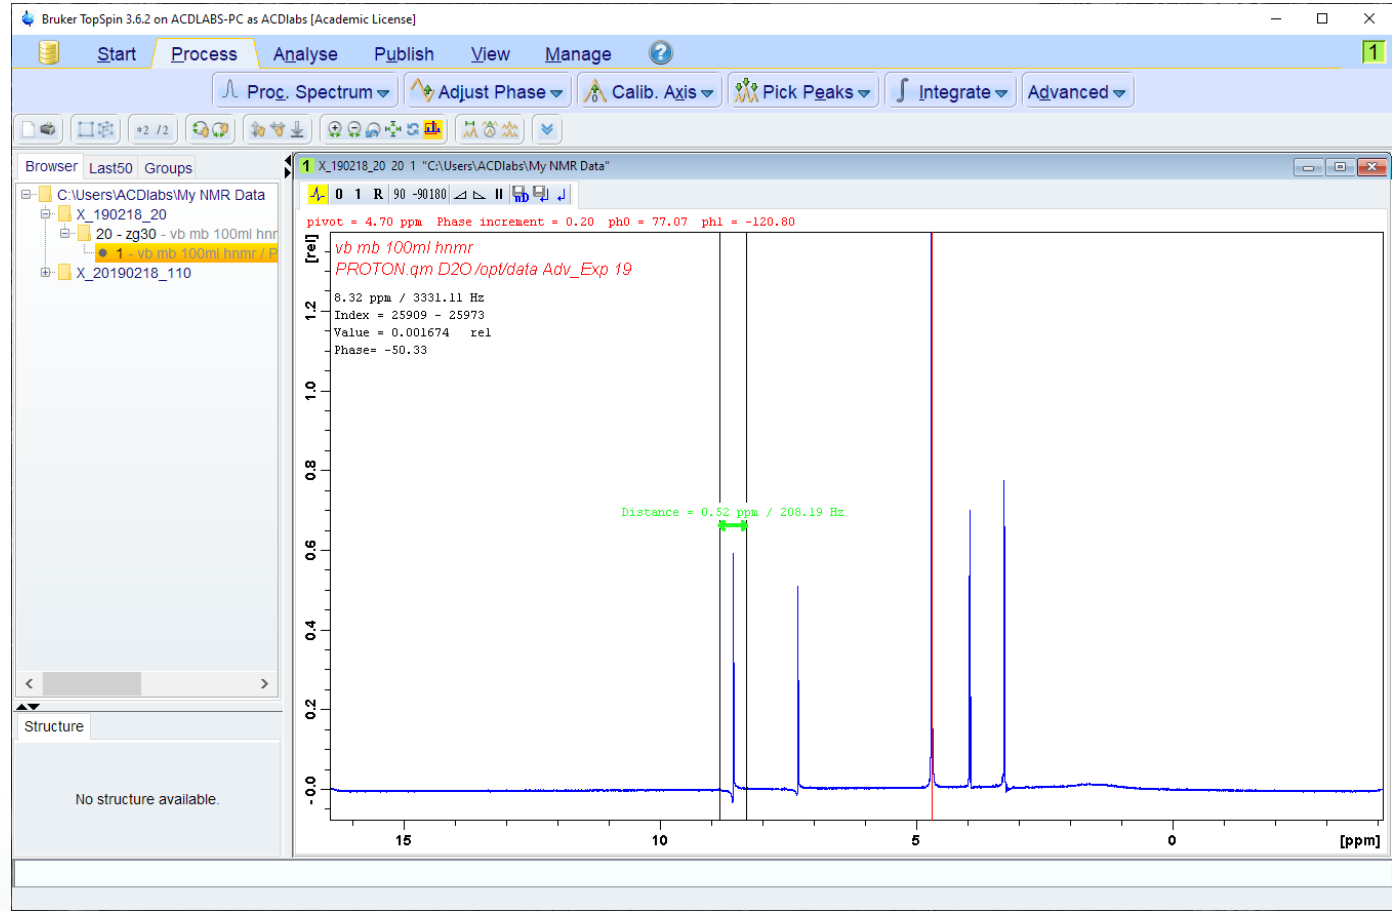 Bruker TopSpin 3.6.2 on ACDLABS-PC as ACDlabs [Academic License]
Start Process Analyse Publish View Manage ? 1
Proc. Spectrum Adjust Phase Calib. Axis Pick Peaks Integrate Advanced
*2 /2
Browser Last50 Groups
C:\Users\ACDlabs\My NMR Data
X_190218_20
20 - zg30 - vb mb 100ml hnr
1 - vb mb 100ml hnmr / P
X_20190218_110
Structure
No structure available.
1 X_190218_20 20 1 "C:\Users\ACDlabs\My NMR Data"
0 1 R 90 -90 180
pivot = 4.70 ppm Phase increment = 0.20 ph0 = 77.07 ph1 = -120.80
vb mb 100ml hnmr
PROTON.qm D2O /opt/data Adv_Exp 19
8.32 ppm / 3331.11 Hz
Index = 25909 - 25973
Value = 0.001674 rel
Phase= -50.33
Distance = 0.52 ppm / 208.19 Hz
[rel]
1.2
1.0
0.8
0.6
0.4
0.2
-0.0
15 10 5 0 [ppm]